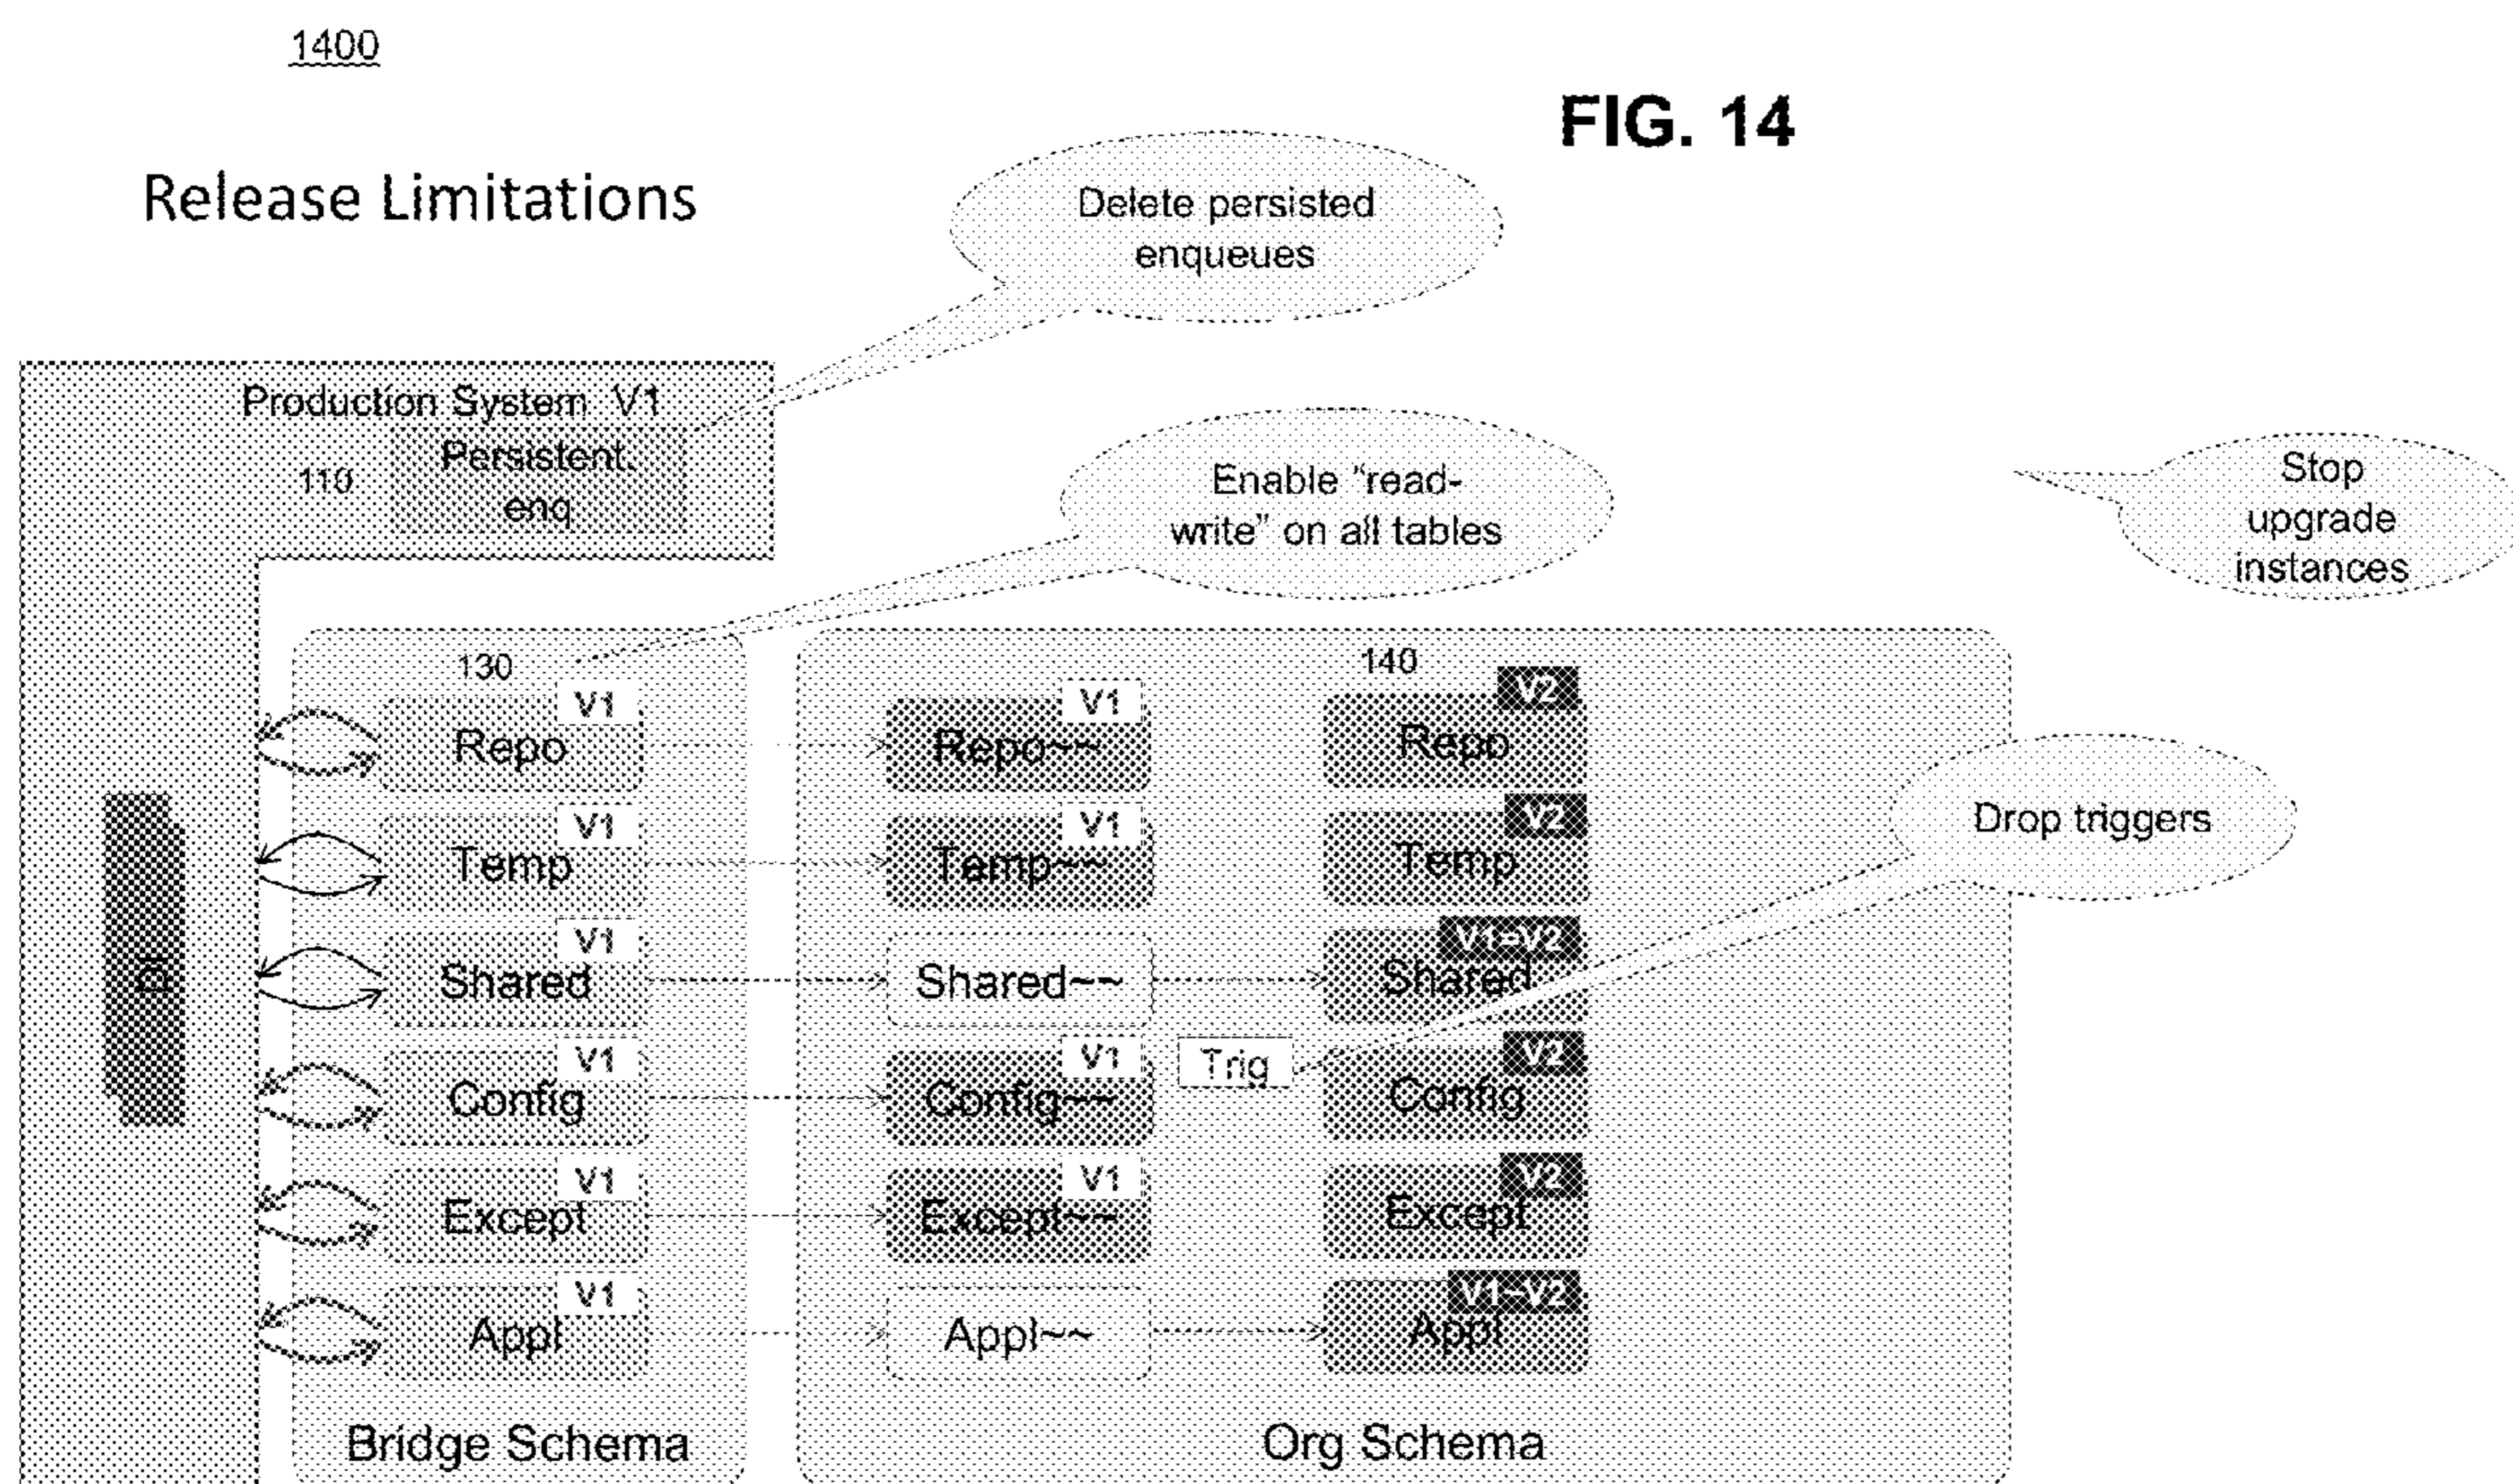 1400
FIG. 14
Release Limitations
Delete persisted
enqueues
Production System V1
110
Persistent.
enq
Enable “read-
write” on all tables
Stop
upgrade
instances
130
140
V1
Repo
V1
Repo~~
V2
Repo
V1
Temp
V1
Temp~~
V2
Temp
Drop triggers
V1
Shared
Shared~~
V1=V2
Shared
V1
Config
V1
Config~~
Trig
V2
Config
V1
Except
V1
Except~~
V2
Except
V1
Appl
Appl~~
V1=V2
Appl
Bridge Schema
Org Schema